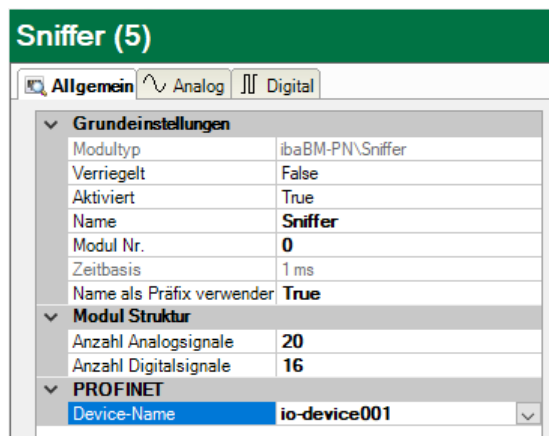 Sniffer (5)
Allgemein Analog Digital
Grundeinstellungen
Modultyp ibaBM-PN\Sniffer
Verriegelt False
Aktiviert True
Name Sniffer
Modul Nr. 0
Zeitbasis 1 ms
Name als Präfix verwender True
Modul Struktur
Anzahl Analogsignale 20
Anzahl Digitalsignale 16
PROFINET
Device-Name io-device001